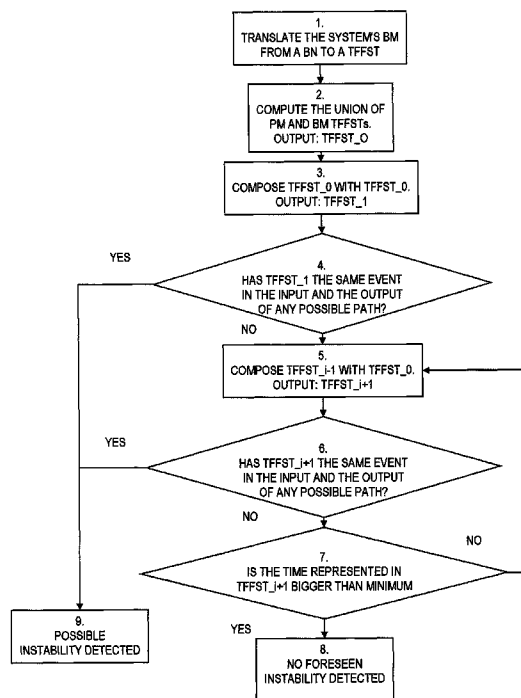 1.
TRANSLATE THE SYSTEM'S BM
FROM A BN TO A TFFST
2.
COMPUTE THE UNION OF
PM AND BM TFFSTs.
OUTPUT: TFFST_O
3.
COMPOSE TFFST_0 WITH TFFST_0.
OUTPUT: TFFST_1
YES
4.
HAS TFFST_1 THE SAME EVENT
IN THE INPUT AND THE OUTPUT
OF ANY POSSIBLE PATH?
NO
5.
COMPOSE TFFST_i-1 WITH TFFST_0.
OUTPUT: TFFST_i+1
YES
6.
HAS TFFST_i+1 THE SAME EVENT
IN THE INPUT AND THE OUTPUT
OF ANY POSSIBLE PATH?
NO
NO
7.
IS THE TIME REPRESENTED IN
TFFST_i+1 BIGGER THAN MINIMUM
9.
POSSIBLE
INSTABILITY DETECTED
YES
8.
NO FORESEEN
INSTABILITY DETECTED